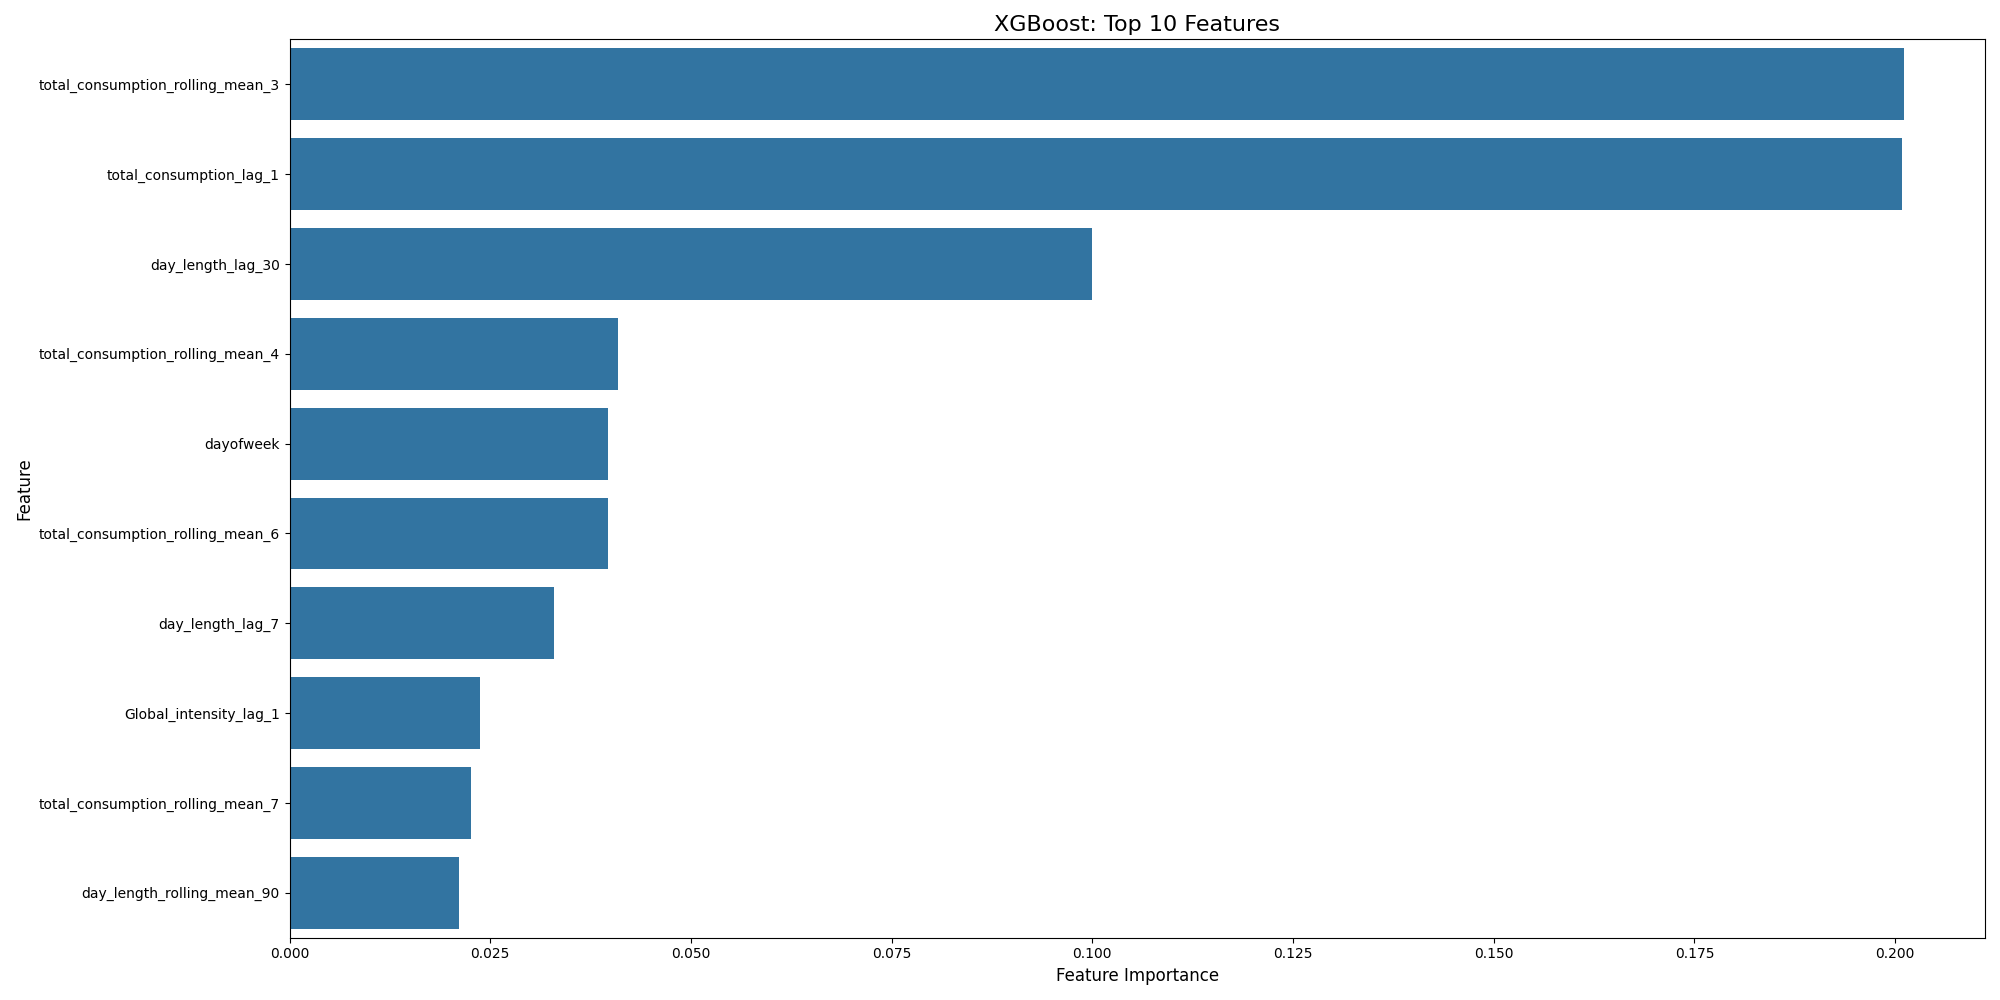 XGBoost: Top 10 Features
total_consumption_rolling_mean_3
total_consumption_lag_1
day_length_lag_30
total_consumption_rolling_mean_4
dayofweek
total_consumption_rolling_mean_6
day_length_lag_7
Global_intensity_lag_1
total_consumption_rolling_mean_7
day_length_rolling_mean_90
Feature
0.000 0.025 0.050 0.075 0.100 0.125 0.150 0.175 0.200
Feature Importance